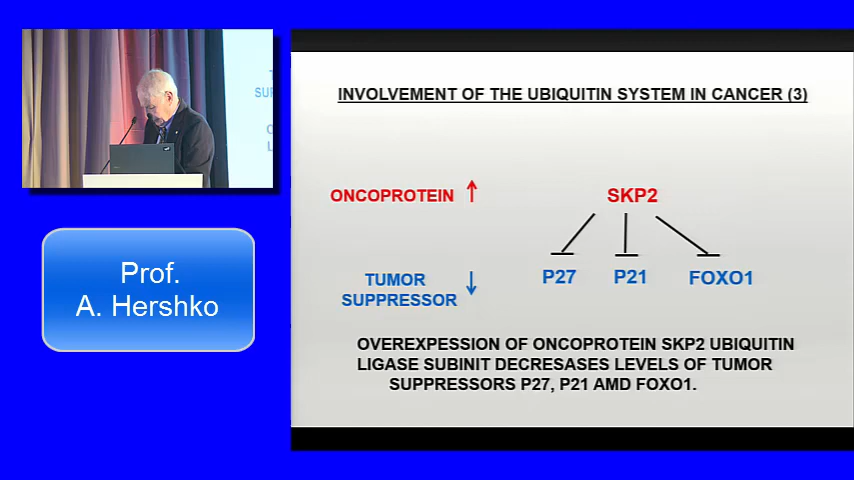 INVOLVEMENT OF THE UBIQUITIN SYSTEM IN CANCER (3)
ONCOPROTEIN ↑ SKP2
TUMOR
SUPPRESSOR ↓ P27 P21 FOXO1
OVEREXPESSION OF ONCOPROTEIN SKP2 UBIQUITIN
LIGASE SUBINIT DECRESASES LEVELS OF TUMOR
SUPPRESSORS P27, P21 AMD FOXO1.
Prof.
A. Hershko